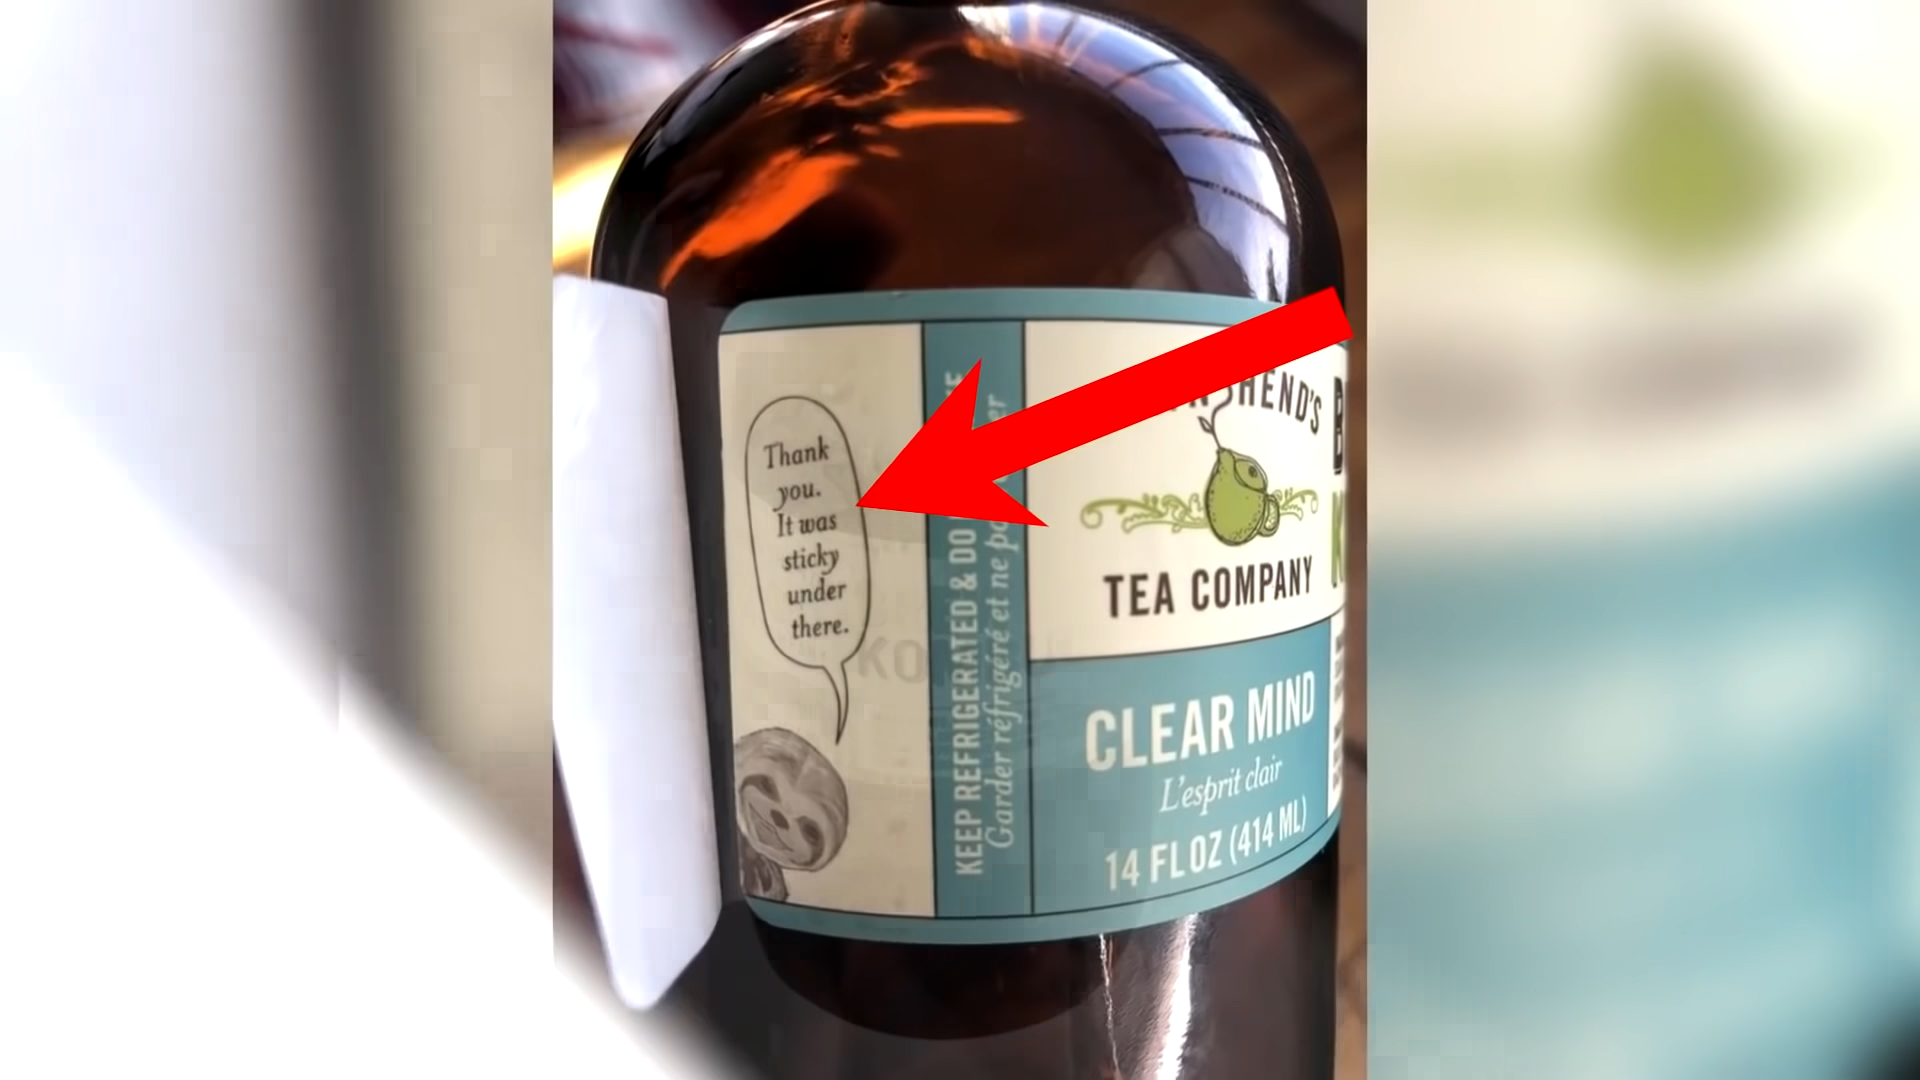 Thank
you.
It was
sticky
under
there.
KEEP REFRIGERATED & DO
Garder réfrigéré et ne
HEND'S
TEA COMPANY
CLEAR MIND
L'esprit clair
14 FL OZ (414 ML)